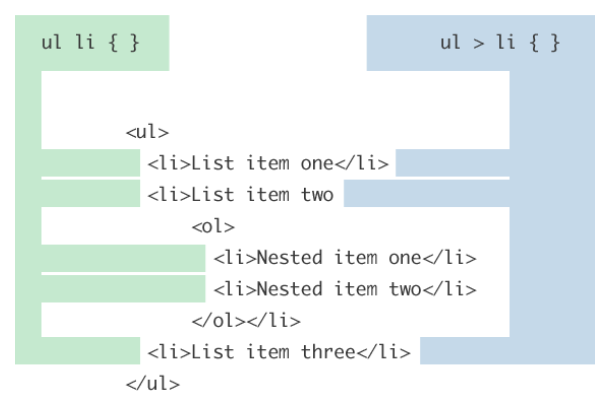 ul li { }
ul > li { }
<ul>
<li>List item one</li>
<li>List item two
<ol>
<li>Nested item one</li>
<li>Nested item two</li>
</ol></li>
<li>List item three</li>
</ul>